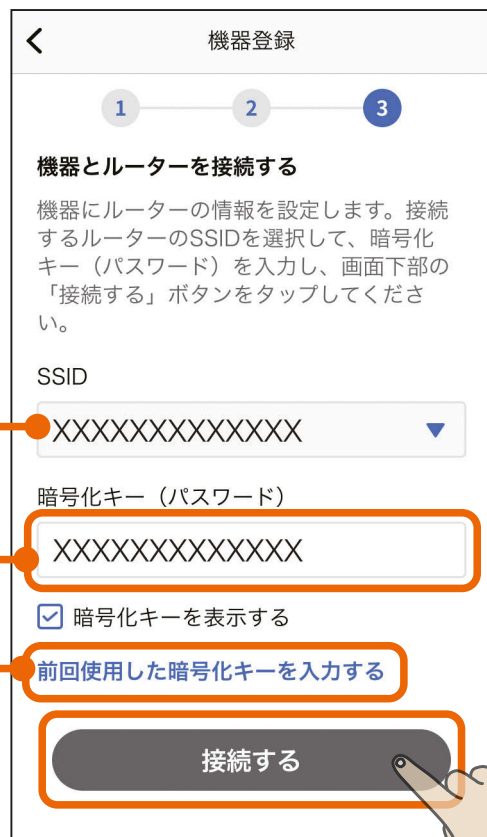 機器登録
1 2 3
機器とルーターを接続する
機器にルーターの情報を設定します。接続
するルーターのSSIDを選択して、暗号化
キー（パスワード）を入力し、画面下部の
「接続する」ボタンをタップしてくださ
い。
SSID
XXXXXXXXXXXXX
暗号化キー（パスワード）
XXXXXXXXXXXXX
暗号化キーを表示する
前回使用した暗号化キーを入力する
接続する